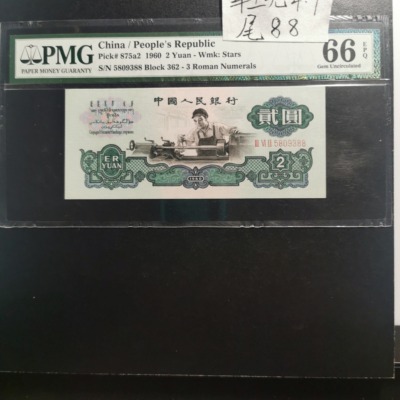 尾88
PMG
PAPER MONEY GUARANTY
China / People's Republic
Pick# 875a2 1960 2 Yuan - Wmk: Stars
S/N 5809388 Block 362 - 3 Roman Numerals
66 EPQ
Gem Uncirculated
中國人民銀行
貳圓
5809388
ER
YUAN
2
1960